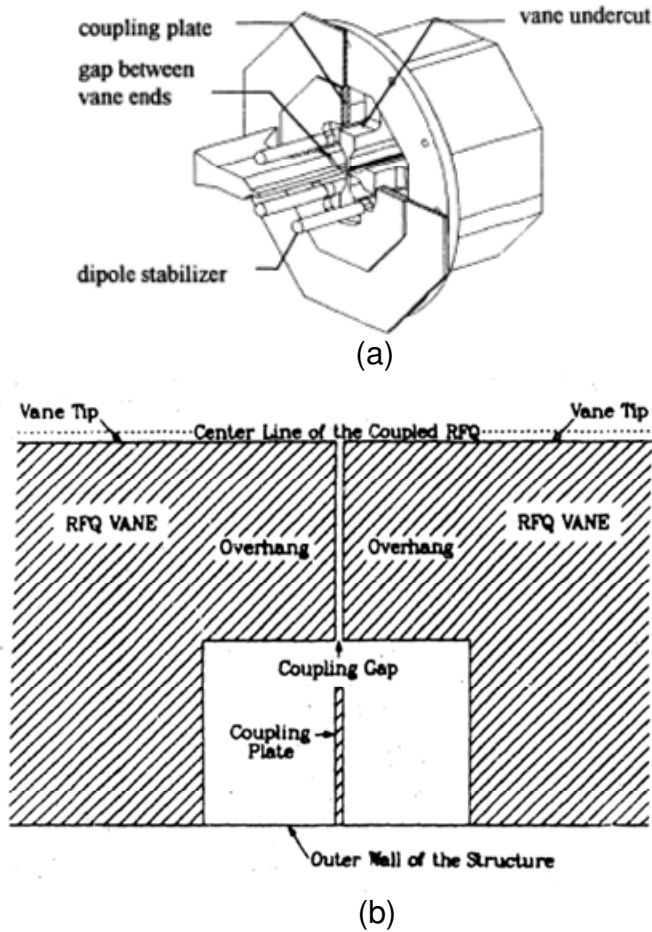 coupling plate
vane undercut
gap between
vane ends
dipole stabilizer
(a)
Vane Tip
Center Line of the Coupled RFQ
Vane Tip
RFQ VANE
Overhang
Overhang
RFQ VANE
Coupling Gap
Coupling
Plate
Outer Wall of the Structure
(b)